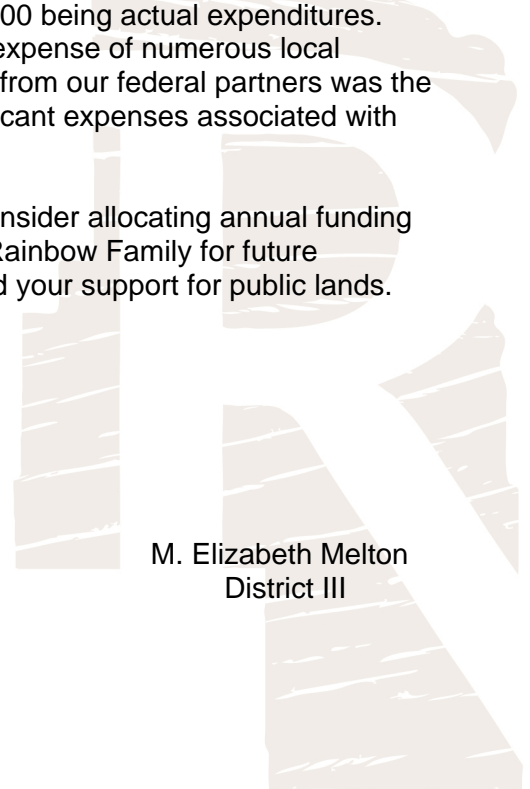 00 being actual expenditures.
expense of numerous local
from our federal partners was the
cant expenses associated with
nsider allocating annual funding
Rainbow Family for future
d your support for public lands.
M. Elizabeth Melton
District III